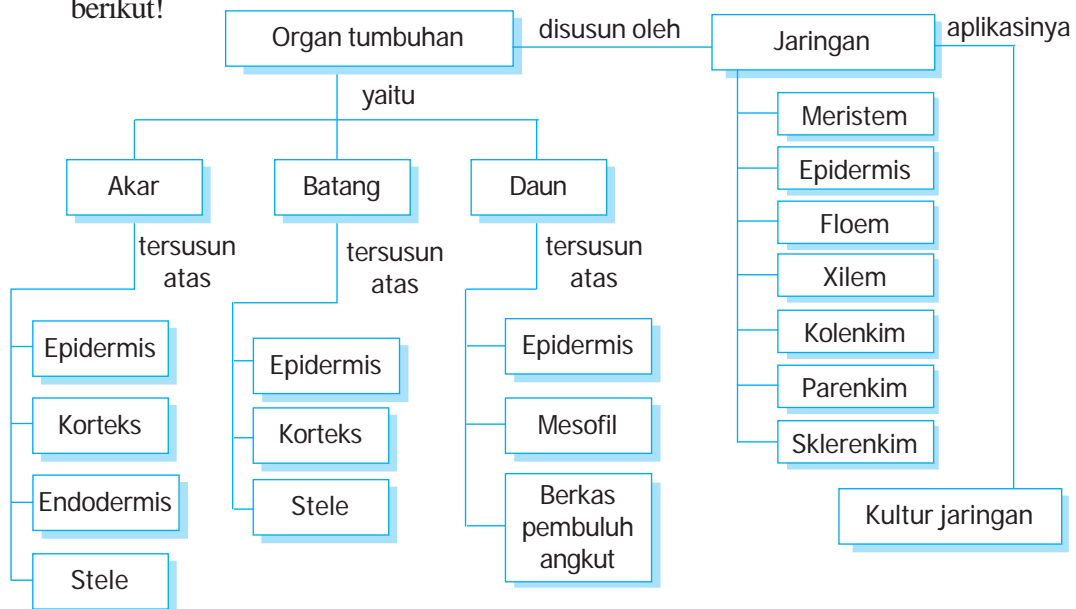 berikut!
Organ tumbuhan
disusun oleh
Jaringan
aplikasinya
yaitu
Akar
Batang
Daun
tersusun
atas
tersusun
atas
tersusun
atas
Epidermis
Korteks
Endodermis
Stele
Epidermis
Korteks
Stele
Epidermis
Mesofil
Berkas
pembuluh
angkut
Meristem
Epidermis
Floem
Xilem
Kolenkim
Parenkim
Sklerenkim
Kultur jaringan